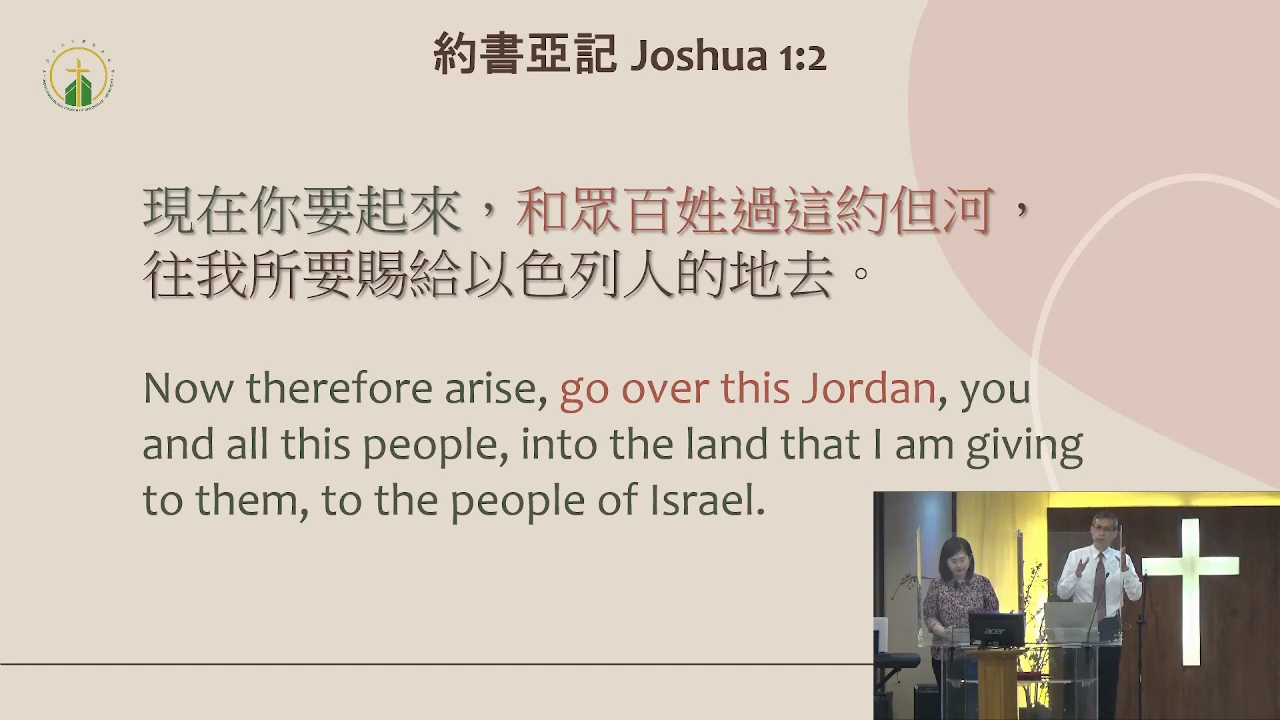 約書亞記 Joshua 1:2
現在你要起來，和眾百姓過這約但河，
往我所要賜給以色列人的地去。
Now therefore arise, go over this Jordan, you
and all this people, into the land that I am giving
to them, to the people of Israel.
acer